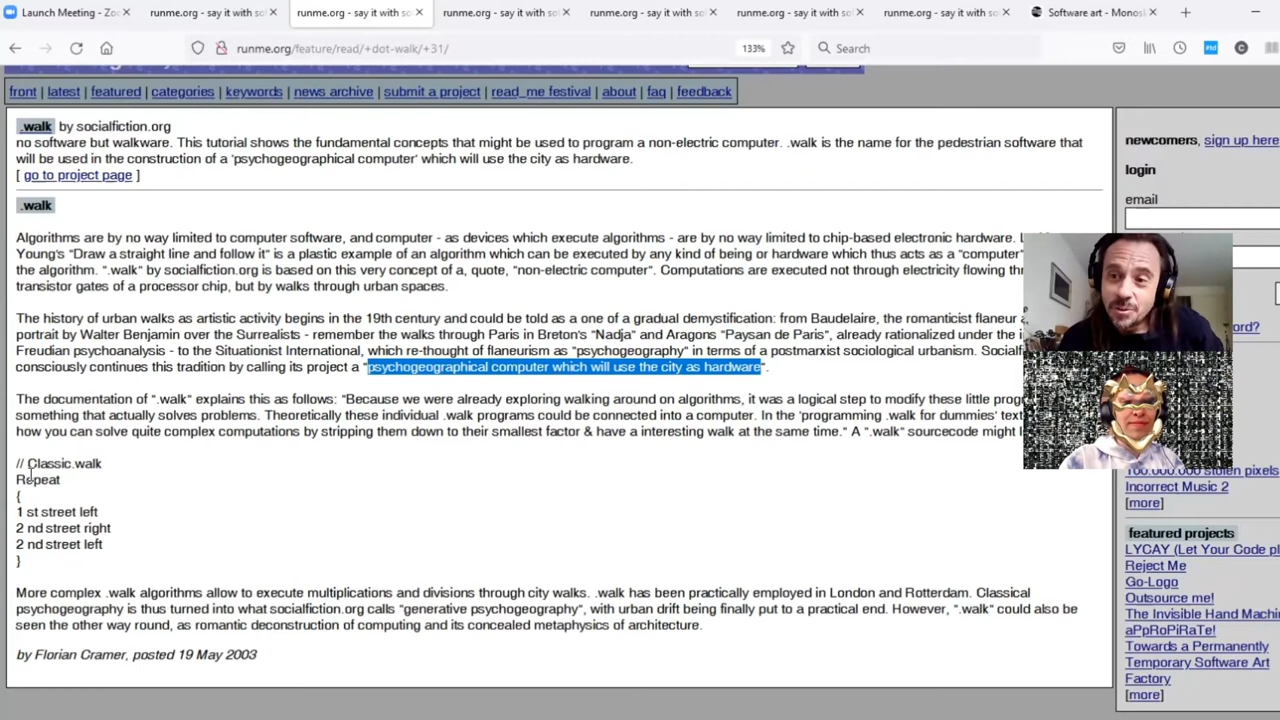 Launch Meeting - Zoo
runme.org - say it with so
runme.org - say it with so
runme.org - say it with so
runme.org - say it with so
runme.org - say it with so
runme.org - say it with so
Software art - Monosk
runme.org/feature/read/+dot-walk/+31/
133%
Search
front | latest | featured | categories | keywords | news archive | submit a project | read_me festival | about | faq | feedback
.walk by socialfiction.org
no software but walkware. This tutorial shows the fundamental concepts that might be used to program a non-electric computer. .walk is the name for the pedestrian software that
will be used in the construction of a 'psychogeographical computer' which will use the city as hardware.
[ go to project page ]
.walk
Algorithms are by no way limited to computer software, and computer - as devices which execute algorithms - are by no way limited to chip-based electronic hardware.
Young's "Draw a straight line and follow it" is a plastic example of an algorithm which can be executed by any kind of being or hardware which thus acts as a "computer"
the algorithm. ".walk" by socialfiction.org is based on this very concept of a, quote, "non-electric computer". Computations are executed not through electricity flowing thr
transistor gates of a processor chip, but by walks through urban spaces.
The history of urban walks as artistic activity begins in the 19th century and could be told as a one of a gradual demystification: from Baudelaire, the romanticist flaneur a
portrait by Walter Benjamin over the Surrealists - remember the walks through Paris in Breton's "Nadja" and Aragons "Paysan de Paris", already rationalized under the i
Freudian psychoanalysis - to the Situationist International, which re-thought of flaneurism as "psychogeography" in terms of a postmarxist sociological urbanism. Socialf
consciously continues this tradition by calling its project a "psychogeographical computer which will use the city as hardware".
The documentation of ".walk" explains this as follows: "Because we were already exploring walking around on algorithms, it was a logical step to modify these little prog
something that actually solves problems. Theoretically these individual .walk programs could be connected into a computer. In the 'programming .walk for dummies' text
how you can solve quite complex computations by stripping them down to their smallest factor & have a interesting walk at the same time." A ".walk" sourcecode might l
// Classic.walk
Repeat
{
1 st street left
2 nd street right
2 nd street left
}
More complex .walk algorithms allow to execute multiplications and divisions through city walks. .walk has been practically employed in London and Rotterdam. Classical
psychogeography is thus turned into what socialfiction.org calls "generative psychogeography", with urban drift being finally put to a practical end. However, ".walk" could also be
seen the other way round, as romantic deconstruction of computing and its concealed metaphysics of architecture.
by Florian Cramer, posted 19 May 2003
newcomers, sign up here
login
email
ord?
100.000.000 stolen pixels
Incorrect Music 2
[more]
featured projects
LYCAY (Let Your Code pl
Reject Me
Go-Logo
Outsource me!
The Invisible Hand Machin
aPpRoPiRaTe!
Towards a Permanently
Temporary Software Art
Factory
[more]